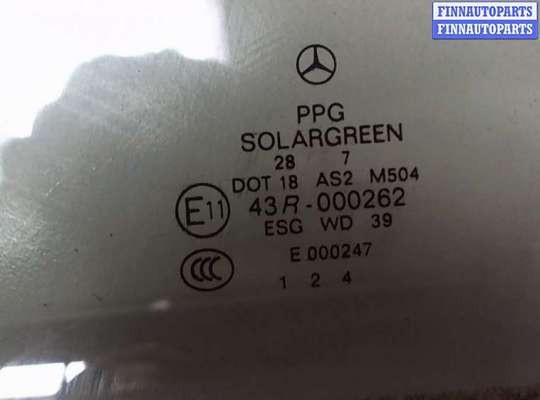 FINNAUTOPARTS
FINNAUTOPARTS
PPG
SOLARGREEN
28 7
DOT 18 AS2 M504
E11 43R-000262
ESG WD 39
E 000247
CCC
1 2 4